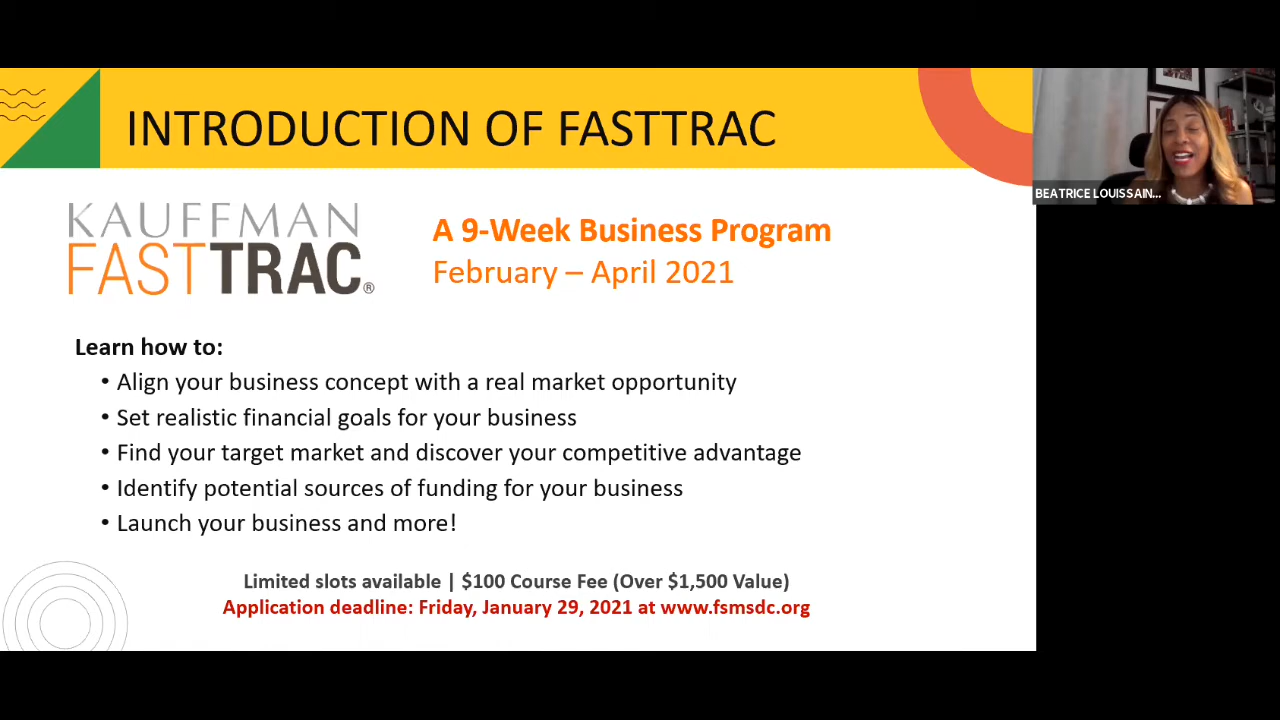 INTRODUCTION OF FASTTRAC
BEATRICE LOUISSAIN...
KAUFFMAN
FASTTRAC®
A 9-Week Business Program
February – April 2021
Learn how to:
• Align your business concept with a real market opportunity
• Set realistic financial goals for your business
• Find your target market and discover your competitive advantage
• Identify potential sources of funding for your business
• Launch your business and more!
Limited slots available | $100 Course Fee (Over $1,500 Value)
Application deadline: Friday, January 29, 2021 at www.fsmsdc.org